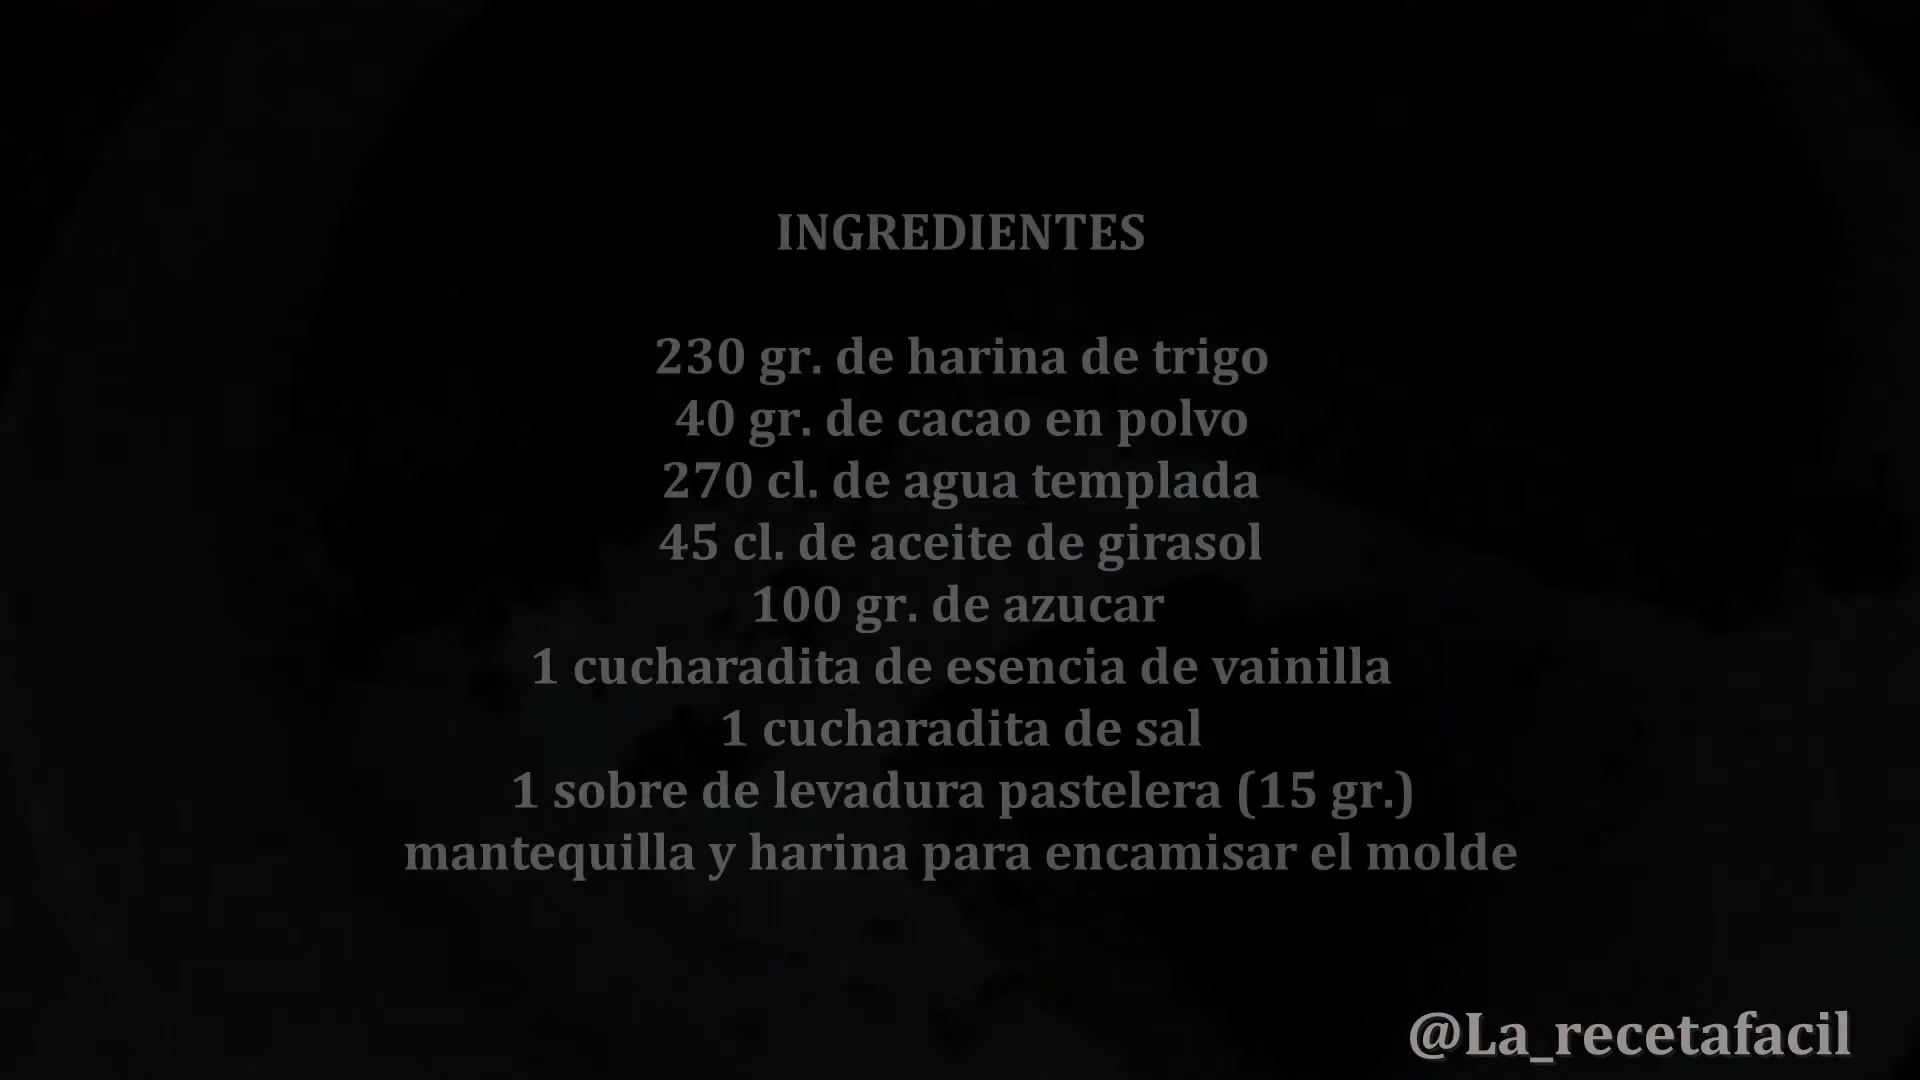 INGREDIENTES
230 gr. de harina de trigo
40 gr. de cacao en polvo
270 cl. de agua templada
45 cl. de aceite de girasol
100 gr. de azucar
1 cucharadita de esencia de vainilla
1 cucharadita de sal
1 sobre de levadura pastelera (15 gr.)
mantequilla y harina para encamisar el molde
@La_recetafacil